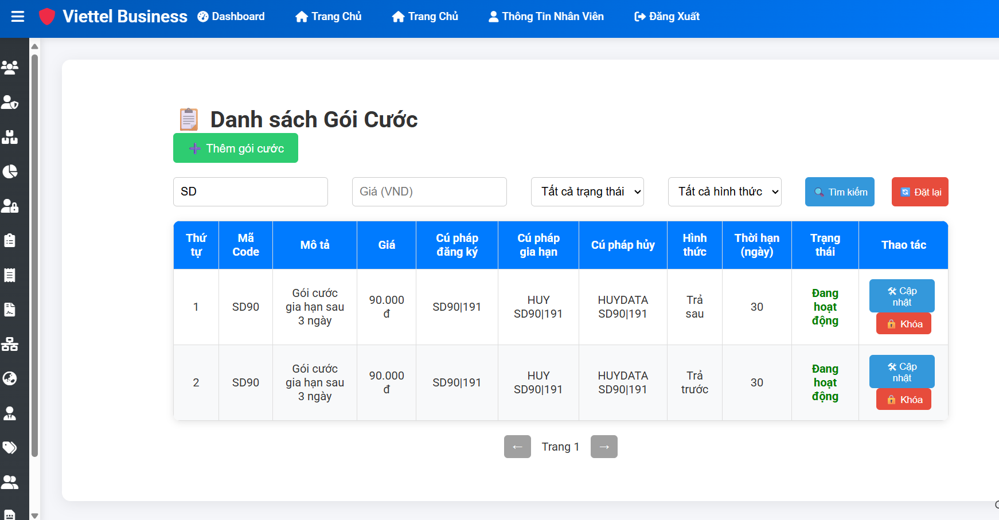 Viettel Business
Dashboard
Trang Chủ
Trang Chủ
Thông Tin Nhân Viên
Đăng Xuất
Danh sách Gói Cước
Thêm gói cước
SD
Giá (VND)
Tất cả trạng thái
Tất cả hình thức
Tìm kiếm
Đặt lại
Thứ
tự
Mã
Code
Mô tả
Giá
Cú pháp
đăng ký
Cú pháp
gia hạn
Cú pháp hủy
Hình
thức
Thời hạn
(ngày)
Trạng
thái
Thao tác
1
SD90
Gói cước
gia hạn sau
3 ngày
90.000
đ
SD90|191
HUY
SD90|191
HUYDATA
SD90|191
Trả
sau
30
Đang
hoạt
động
Cập
nhật
Khóa
2
SD90
Gói cước
gia hạn sau
3 ngày
90.000
đ
SD90|191
HUY
SD90|191
HUYDATA
SD90|191
Trả
trước
30
Đang
hoạt
động
Cập
nhật
Khóa
← Trang 1 →